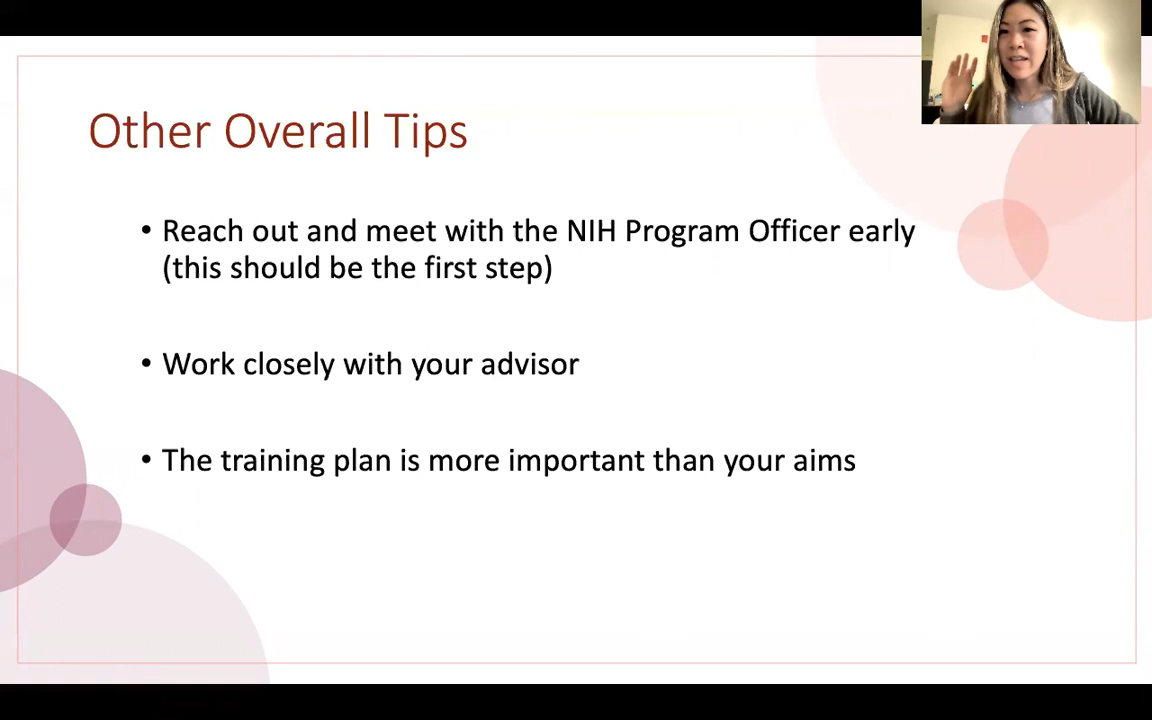 Other Overall Tips
• Reach out and meet with the NIH Program Officer early
(this should be the first step)
• Work closely with your advisor
• The training plan is more important than your aims